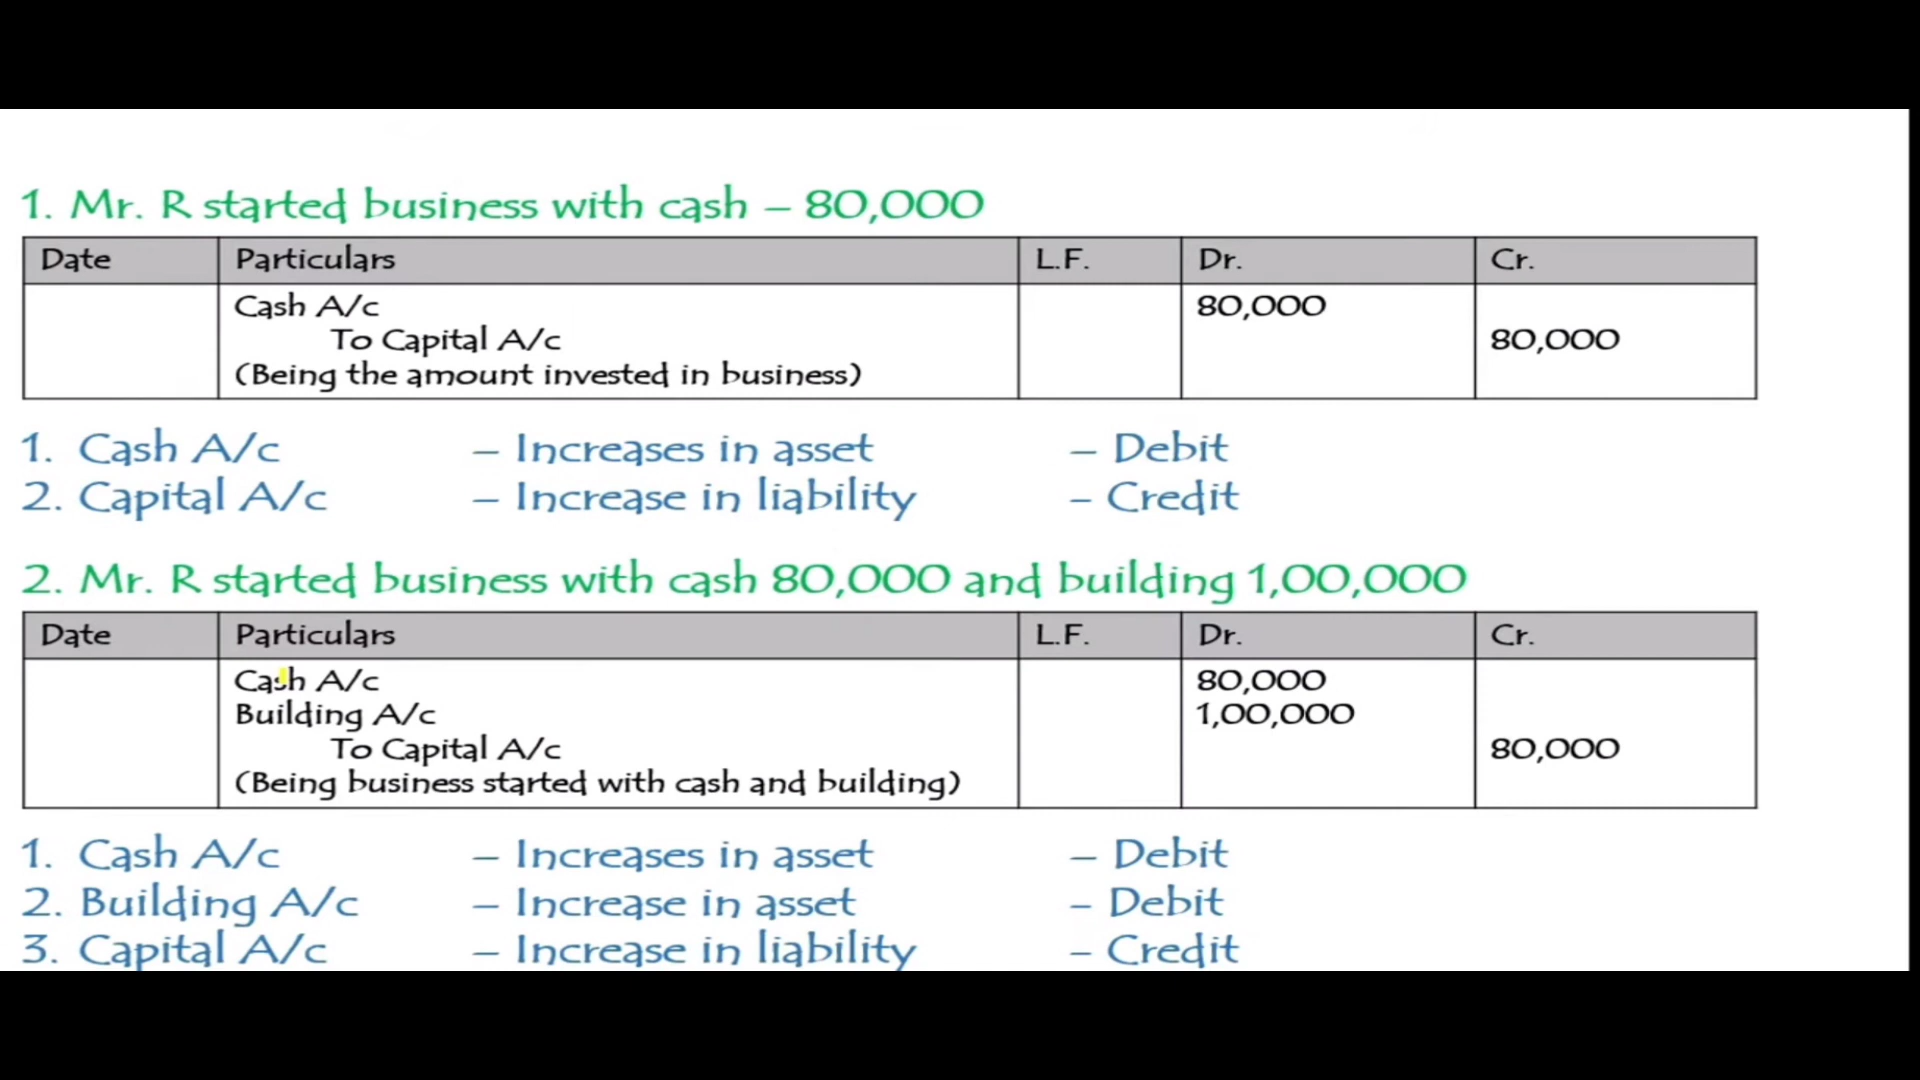 1. Mr. R started business with cash – 80,000
Date Particulars L.F. Dr. Cr.
Cash A/c 80,000
To Capital A/c 80,000
(Being the amount invested in business)
1. Cash A/c – Increases in asset – Debit
2. Capital A/c – Increase in liability – Credit
2. Mr. R started business with cash 80,000 and building 1,00,000
Date Particulars L.F. Dr. Cr.
Cash A/c 80,000
Building A/c 1,00,000
To Capital A/c 80,000
(Being business started with cash and building)
1. Cash A/c – Increases in asset – Debit
2. Building A/c – Increase in asset – Debit
3. Capital A/c – Increase in liability – Credit